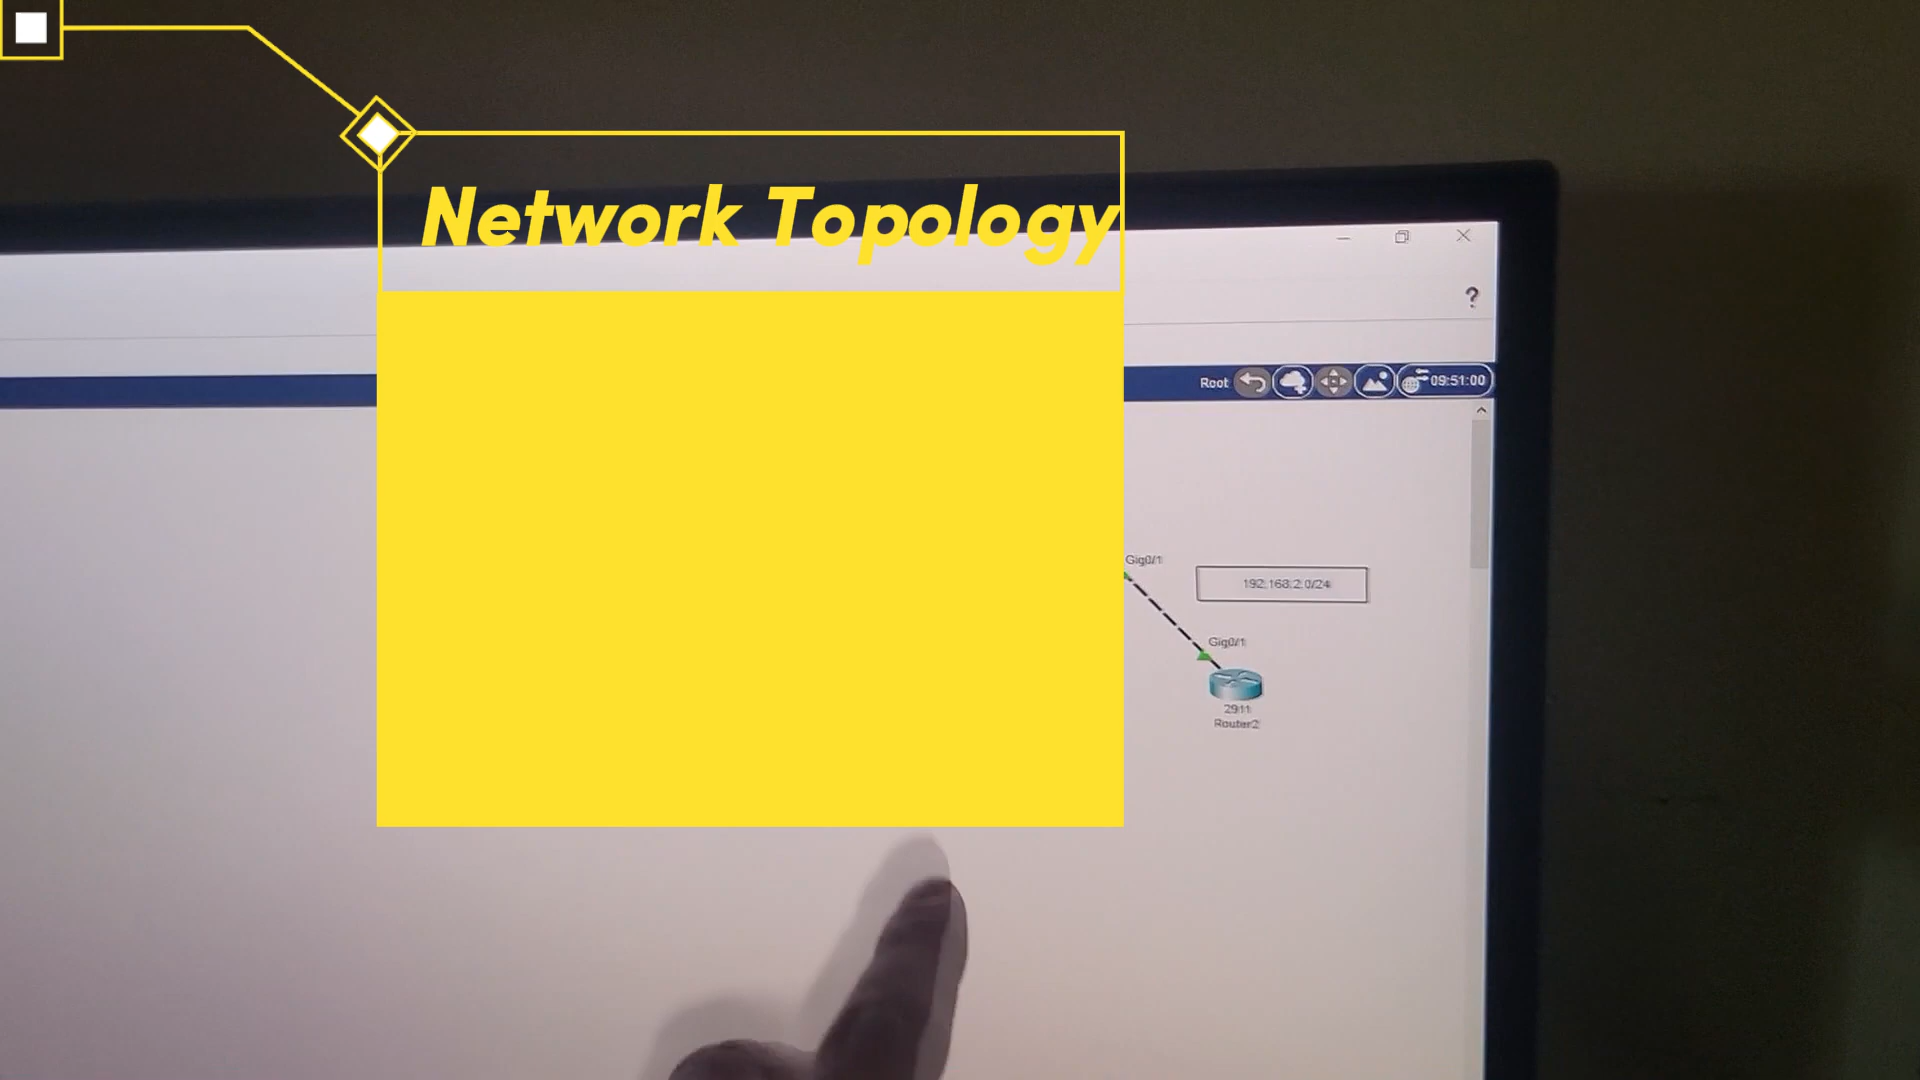 Network Topology
?
Root
09:51:00
Gig0/1
192.168.2.0/24
Gig0/1
2911
Router2